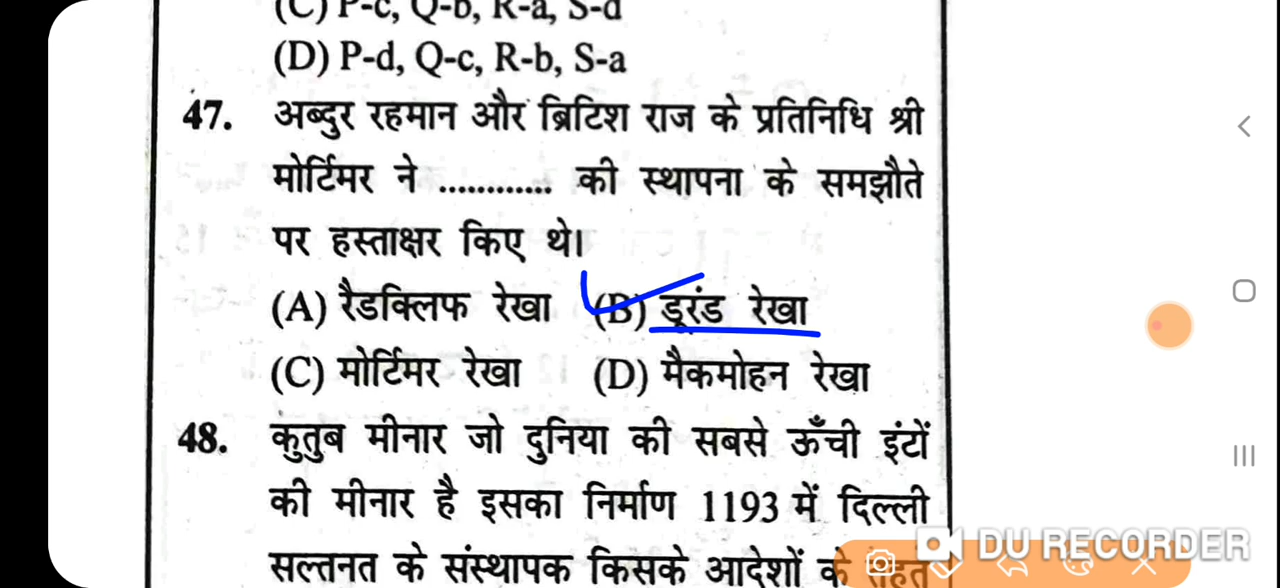 (C) P-c, Q-b, R-a, S-d
(D) P-d, Q-c, R-b, S-a
47. अब्दुर रहमान और ब्रिटिश राज के प्रतिनिधि श्री
मोर्टिमर ने ............ की स्थापना के समझौते
पर हस्ताक्षर किए थे।
(A) रैडक्लिफ रेखा (B) डूरंड रेखा
(C) मोर्टिमर रेखा (D) मैकमोहन रेखा
48. कुतुब मीनार जो दुनिया की सबसे ऊँची इंटों
की मीनार है इसका निर्माण 1193 में दिल्ली
सल्तनत के संस्थापक किसके आदेशों के तहत
DU RECORDER